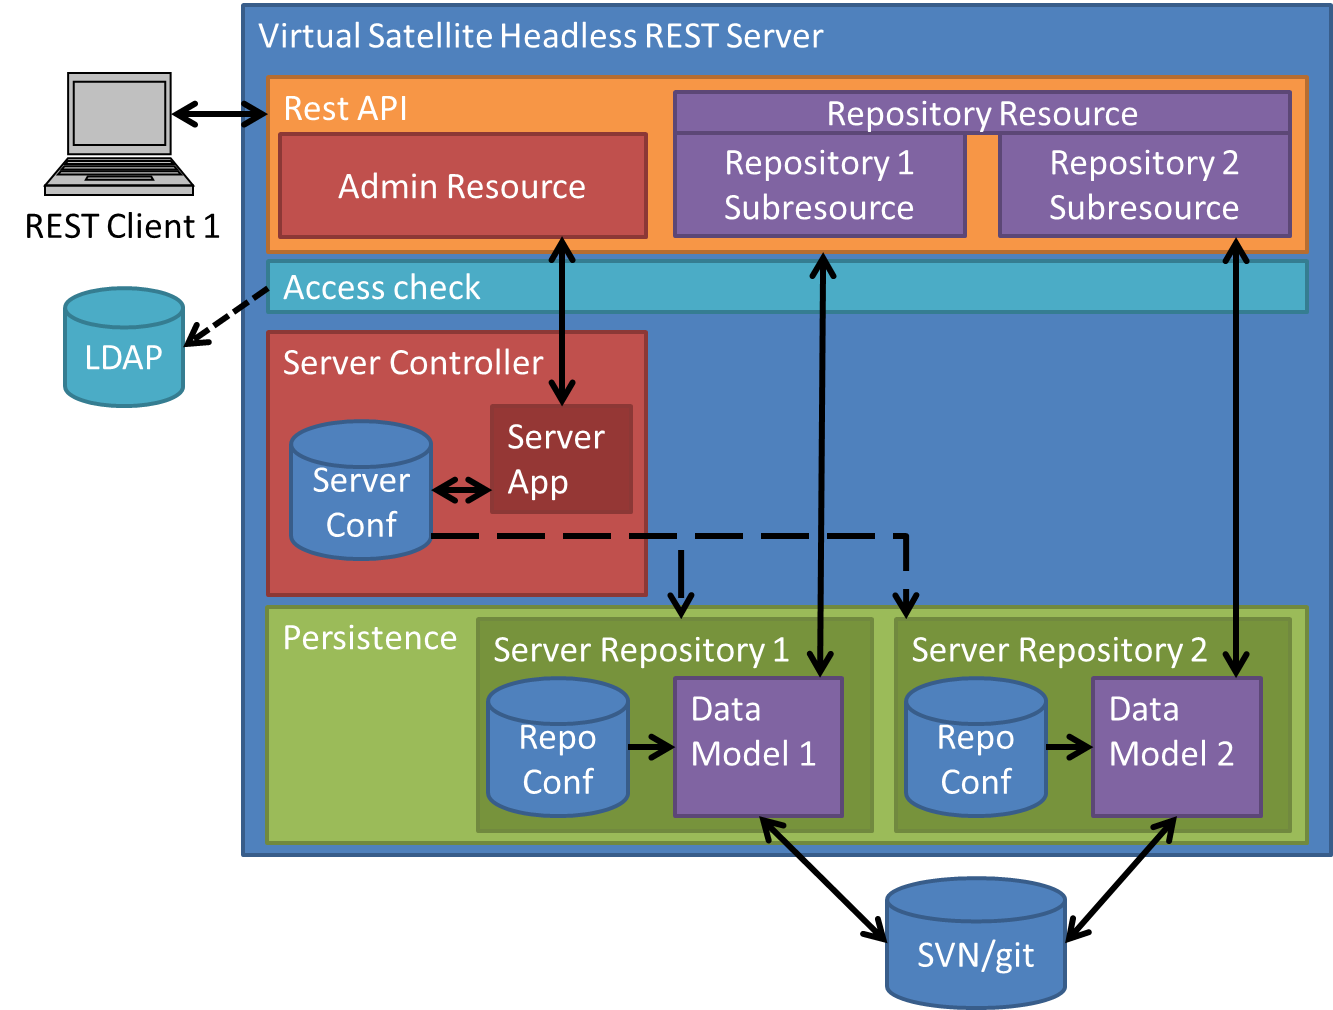 Virtual Satellite Headless REST Server
Rest API
Repository Resource
Admin Resource
Repository 1
Subresource
Repository 2
Subresource
REST Client 1
Access check
LDAP
Server Controller
Server
App
Server
Conf
Persistence
Server Repository 1
Repo
Conf
Data
Model 1
Server Repository 2
Repo
Conf
Data
Model 2
SVN/git